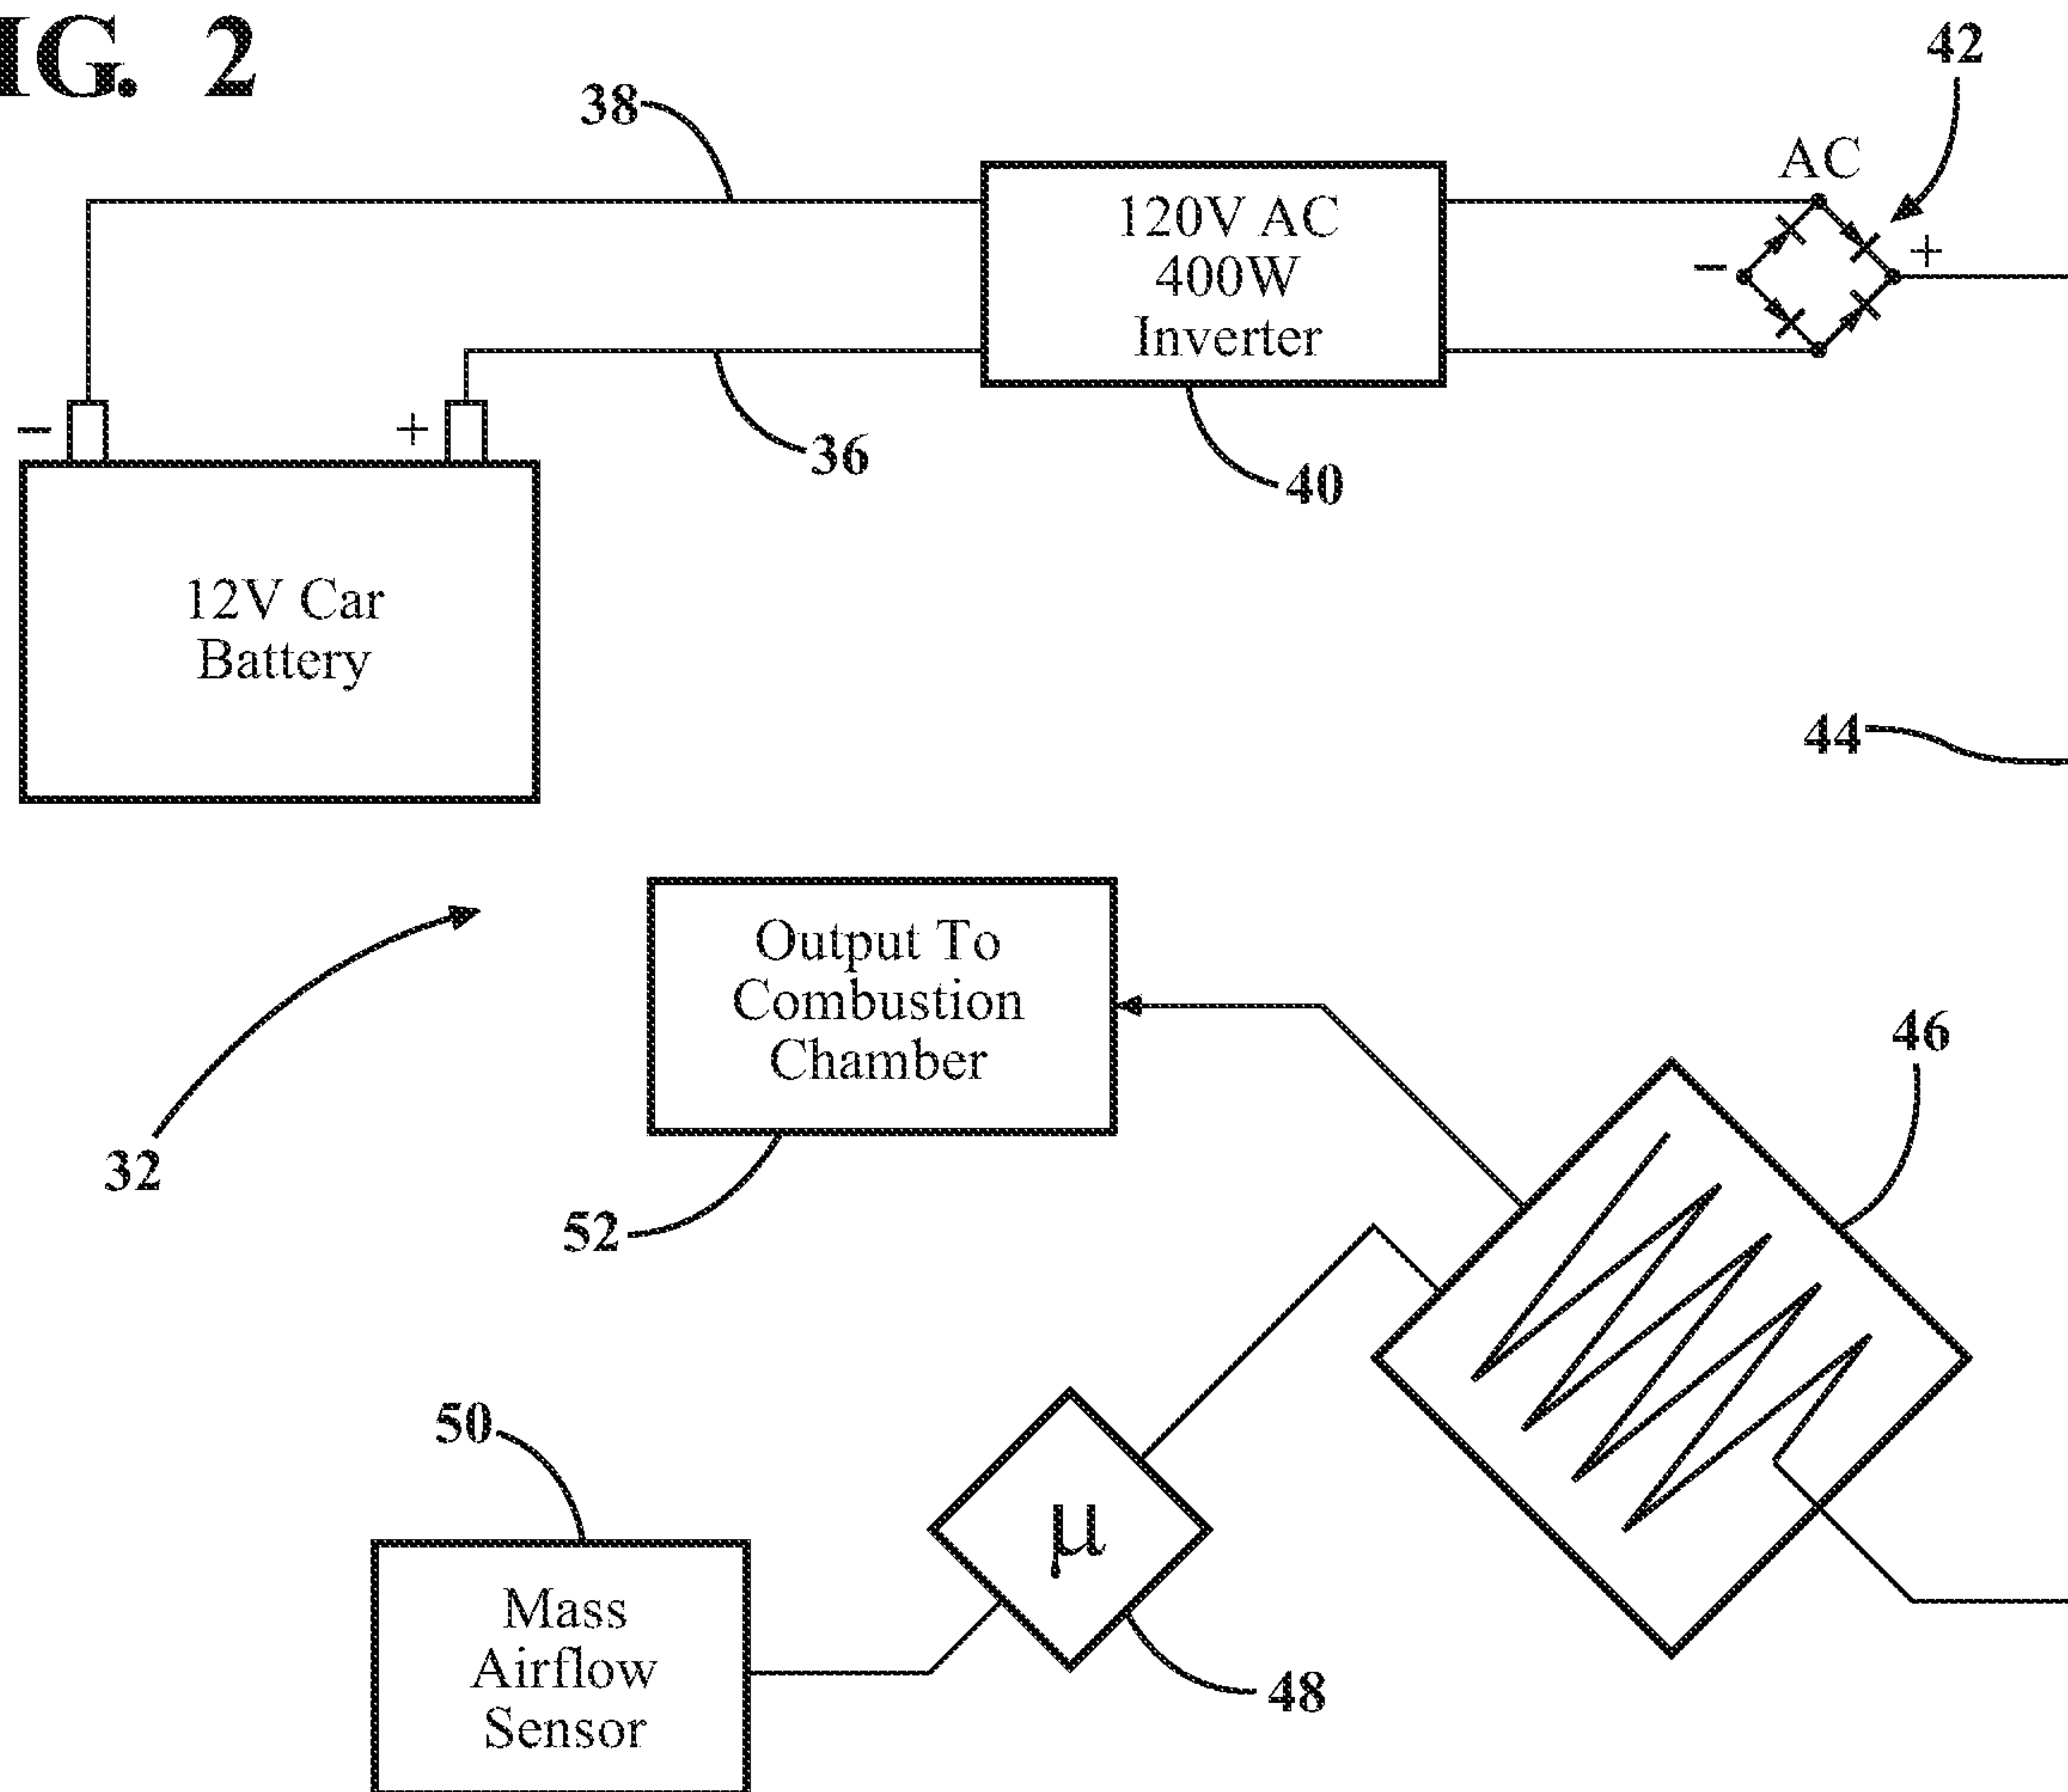 IG. 2
42
38
AC
120V AC
400W
Inverter
− +
− +
36
40
12V Car
Battery
44
Output To
Combustion
Chamber
46
32
52
50
μ
Mass
Airflow
Sensor
48